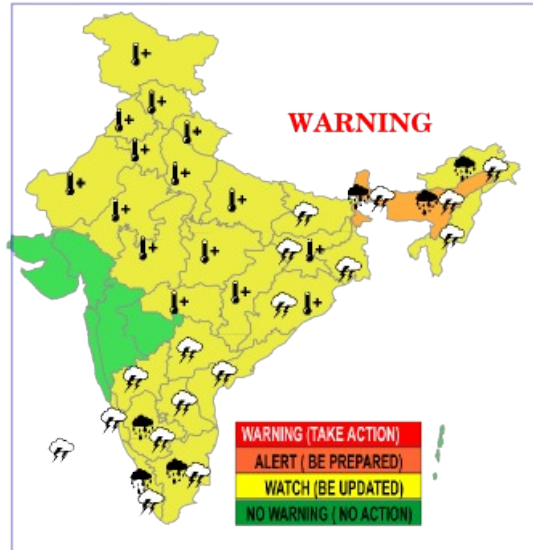 WARNING
WARNING (TAKE ACTION)
ALERT ( BE PREPARED)
WATCH (BE UPDATED)
NO WARNING ( NO ACTION)